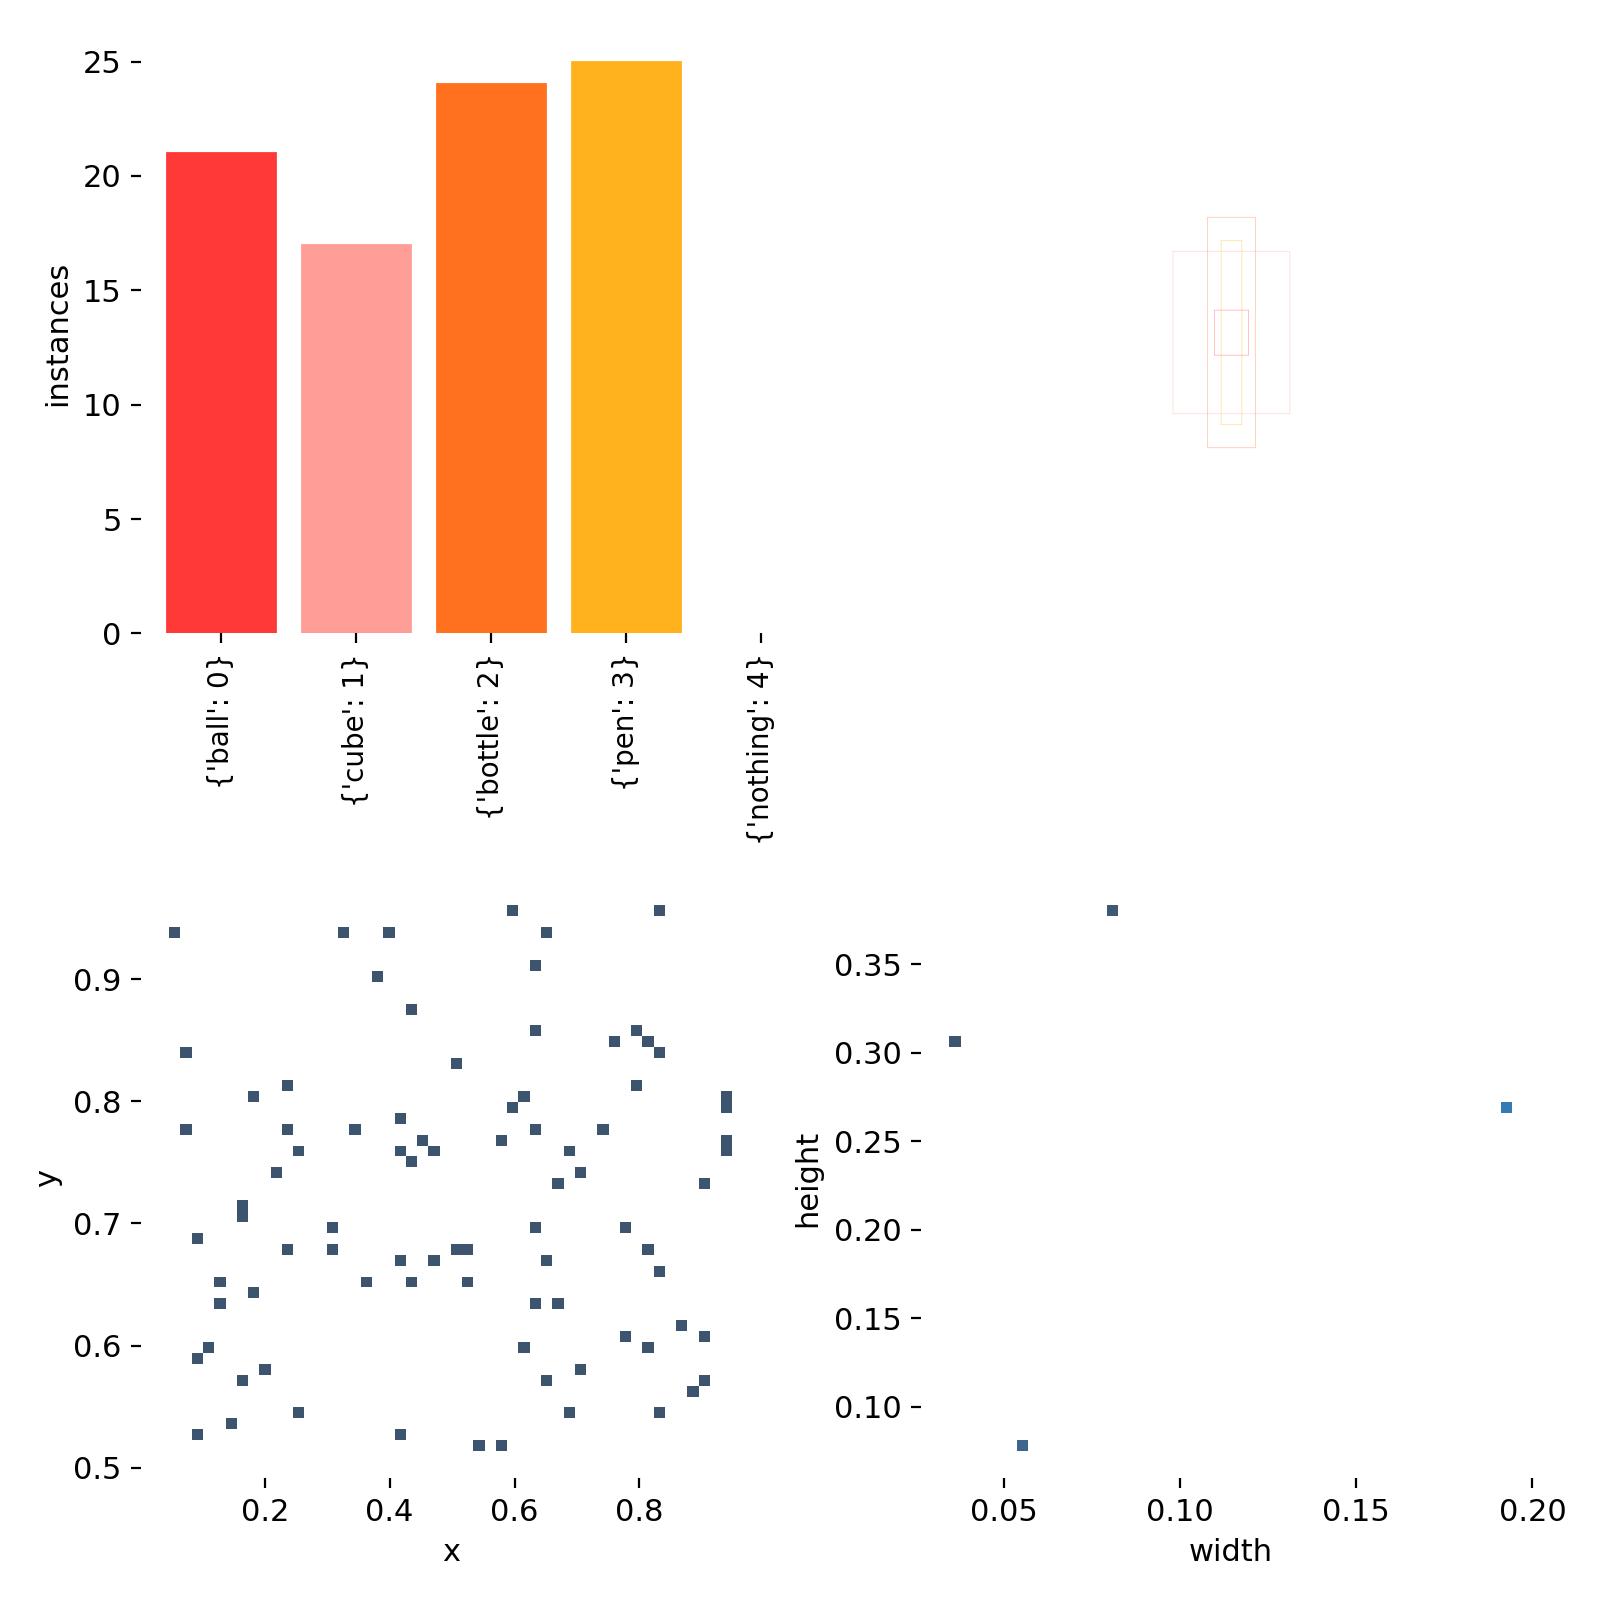 25
20
15
10
5
0
instances
{'ball': 0}
{'cube': 1}
{'bottle': 2}
{'pen': 3}
{'nothing': 4}
0.9
0.8
0.7
0.6
0.5
y
0.2 0.4 0.6 0.8
x
0.35
0.30
0.25
0.20
0.15
0.10
height
0.05 0.10 0.15 0.20
width